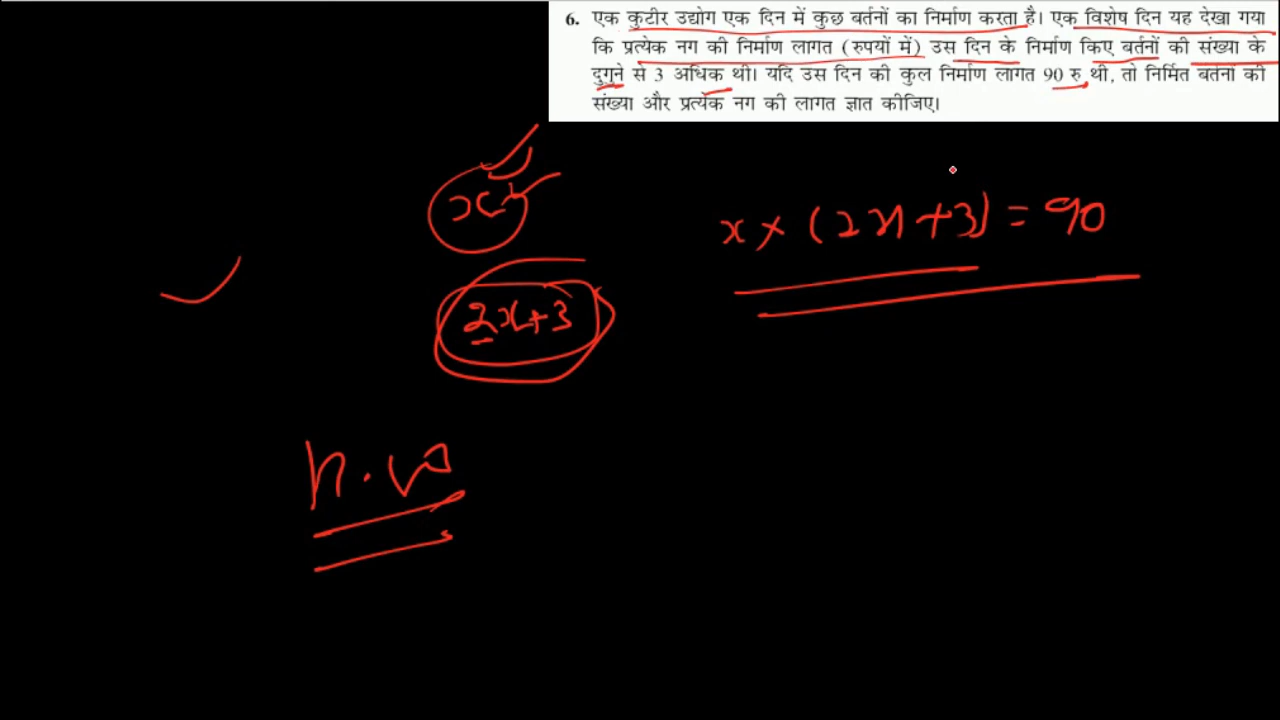 6. एक कुटीर उद्योग एक दिन में कुछ बर्तनों का निर्माण करता है। एक विशेष दिन यह देखा गया
कि प्रत्येक नग की निर्माण लागत (रुपयों में) उस दिन के निर्माण किए बर्तनों की संख्या के
दुगुने से 3 अधिक थी। यदि उस दिन की कुल निर्माण लागत 90 रु थी, तो निर्मित बर्तनों की
संख्या और प्रत्येक नग की लागत ज्ञात कीजिए।
x
x × (2x+3) = 90
2x+3
h.w